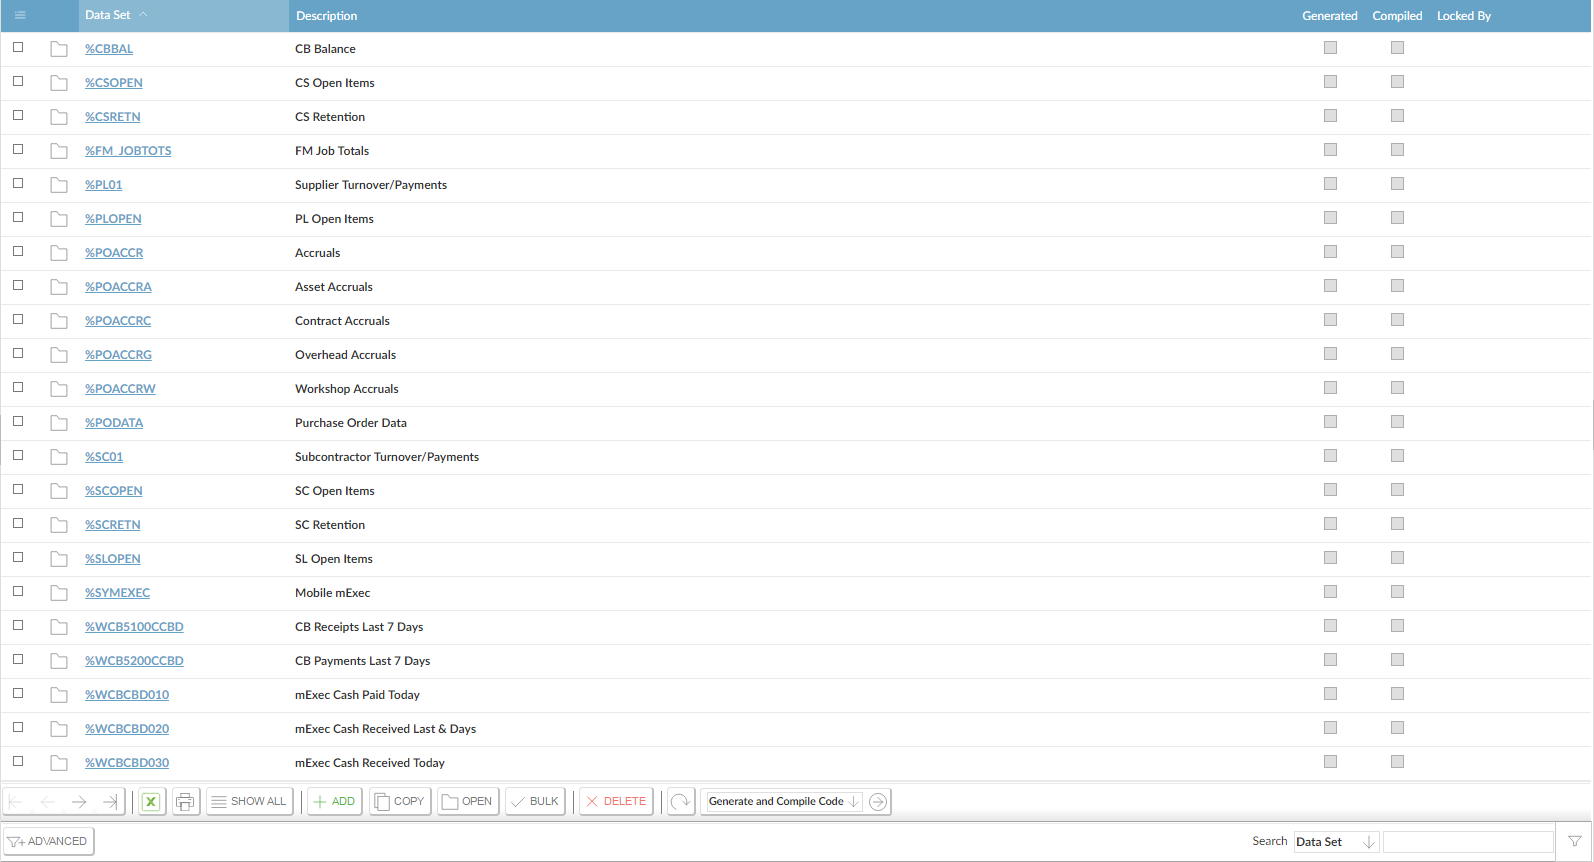 Data Set Description Generated Compiled Locked By
%CBBAL CB Balance
%CSOPEN CS Open Items
%CSRETN CS Retention
%FM_JOBTOTS FM Job Totals
%PL01 Supplier Turnover/Payments
%PLOPEN PL Open Items
%POACCR Accruals
%POACCRA Asset Accruals
%POACCRC Contract Accruals
%POACCRG Overhead Accruals
%POACCRW Workshop Accruals
%PODATA Purchase Order Data
%SC01 Subcontractor Turnover/Payments
%SCOPEN SC Open Items
%SCRETN SC Retention
%SLOPEN SL Open Items
%SYMEXEC Mobile mExec
%WCB5100CCBD CB Receipts Last 7 Days
%WCB5200CCBD CB Payments Last 7 Days
%WCBCBD010 mExec Cash Paid Today
%WCBCBD020 mExec Cash Received Last & Days
%WCBCBD030 mExec Cash Received Today
SHOW ALL ADD COPY OPEN BULK DELETE Generate and Compile Code
ADVANCED Search Data Set